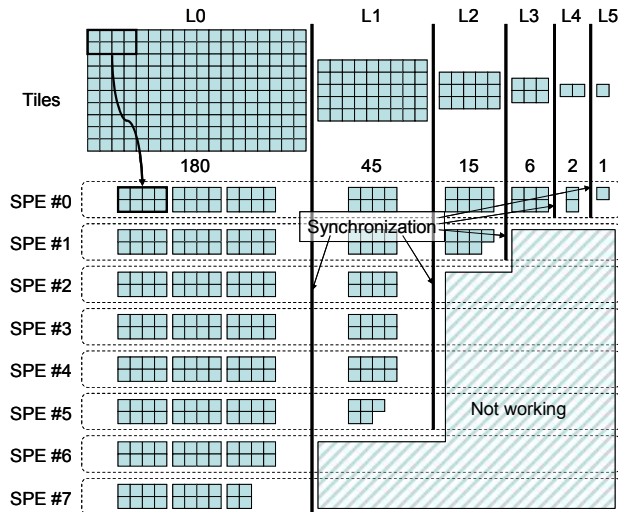 L0 L1 L2 L3 L4 L5
Tiles
180 45 15 6 2 1
SPE #0
Synchronization
SPE #1
SPE #2
SPE #3
SPE #4
Not working
SPE #5
SPE #6
SPE #7